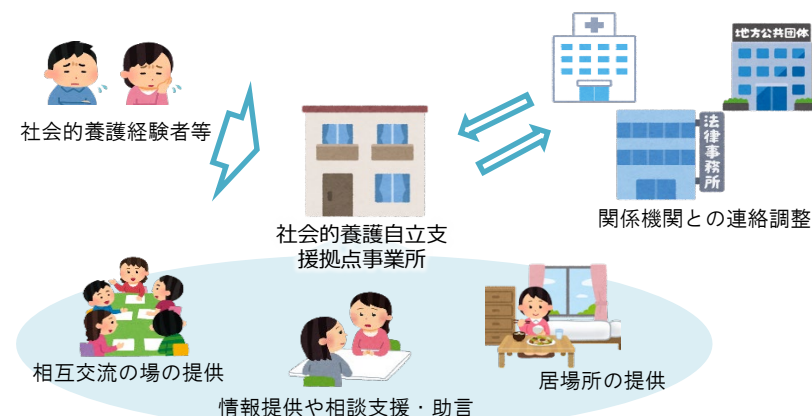 地方公共団体
法律事務所
社会的養護経験者等
関係機関との連絡調整
社会的養護自立支
援拠点事業所
相互交流の場の提供
居場所の提供
情報提供や相談支援・助言